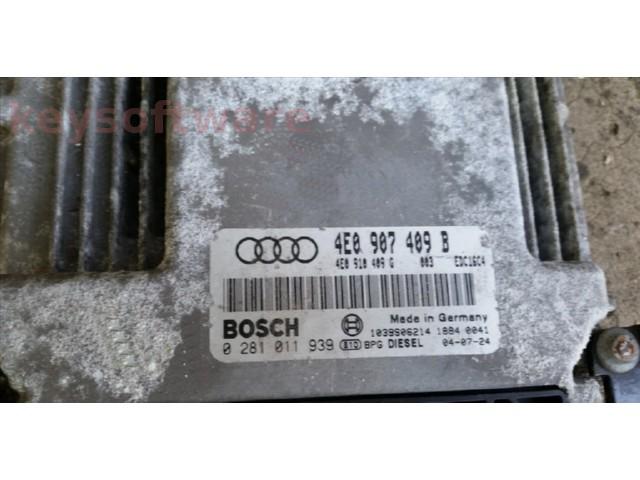 keysoftware
4E0 907 409 B
4E0 910 409 G 003 EDC16C4
BOSCH
Made in Germany
1039S06214 1884 0041
0 281 011 939 BPG DIESEL 04-07-24